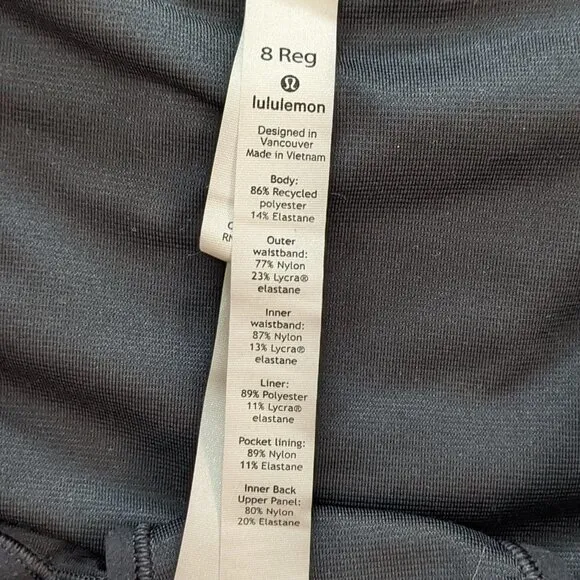 8 Reg
lululemon
Designed in
Vancouver
Made in Vietnam
Body:
86% Recycled
polyester
14% Elastane
Outer
waistband:
77% Nylon
23% Lycra®
elastane
Inner
waistband:
87% Nylon
13% Lycra®
elastane
Liner:
89% Polyester
11% Lycra®
elastane
Pocket lining:
89% Nylon
11% Elastane
Inner Back
Upper Panel:
80% Nylon
20% Elastane